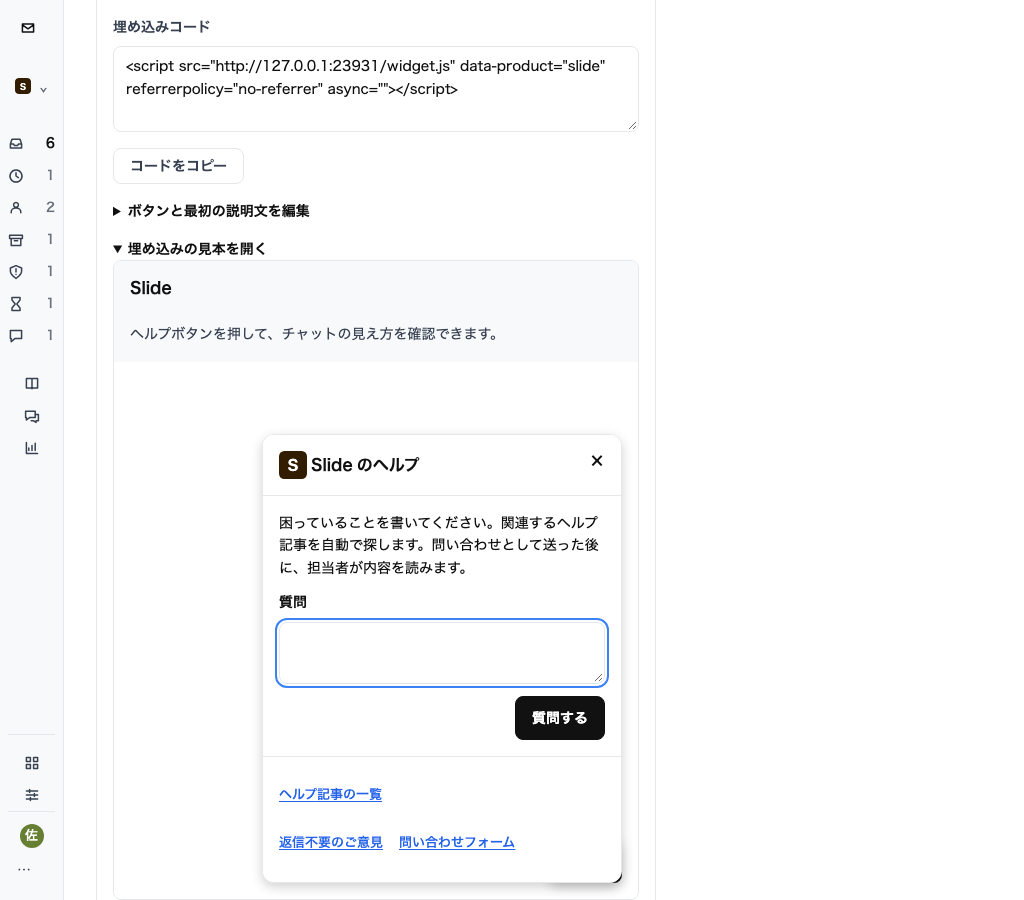 S
6
1
2
1
1
1
1
佐
埋め込みコード
<script src="http://127.0.0.1:23931/widget.js" data-product="slide"
referrerpolicy="no-referrer" async=""></script>
コードをコピー
ボタンと最初の説明文を編集
埋め込みの見本を開く
Slide
ヘルプボタンを押して、チャットの見え方を確認できます。
S Slide のヘルプ
困っていることを書いてください。関連するヘルプ
記事を自動で探します。問い合わせとして送った後
に、担当者が内容を読みます。
質問
質問する
ヘルプ記事の一覧
返信不要のご意見 問い合わせフォーム